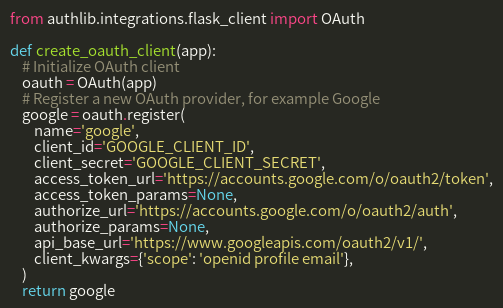 from authlib.integrations.flask_client import OAuth

def create_oauth_client(app):
    # Initialize OAuth client
    oauth = OAuth(app)
    # Register a new OAuth provider, for example Google
    google = oauth.register(
        name='google',
        client_id='GOOGLE_CLIENT_ID',
        client_secret='GOOGLE_CLIENT_SECRET',
        access_token_url='https://accounts.google.com/o/oauth2/token',
        access_token_params=None,
        authorize_url='https://accounts.google.com/o/oauth2/auth',
        authorize_params=None,
        api_base_url='https://www.googleapis.com/oauth2/v1/',
        client_kwargs={'scope': 'openid profile email'},
    )
    return google